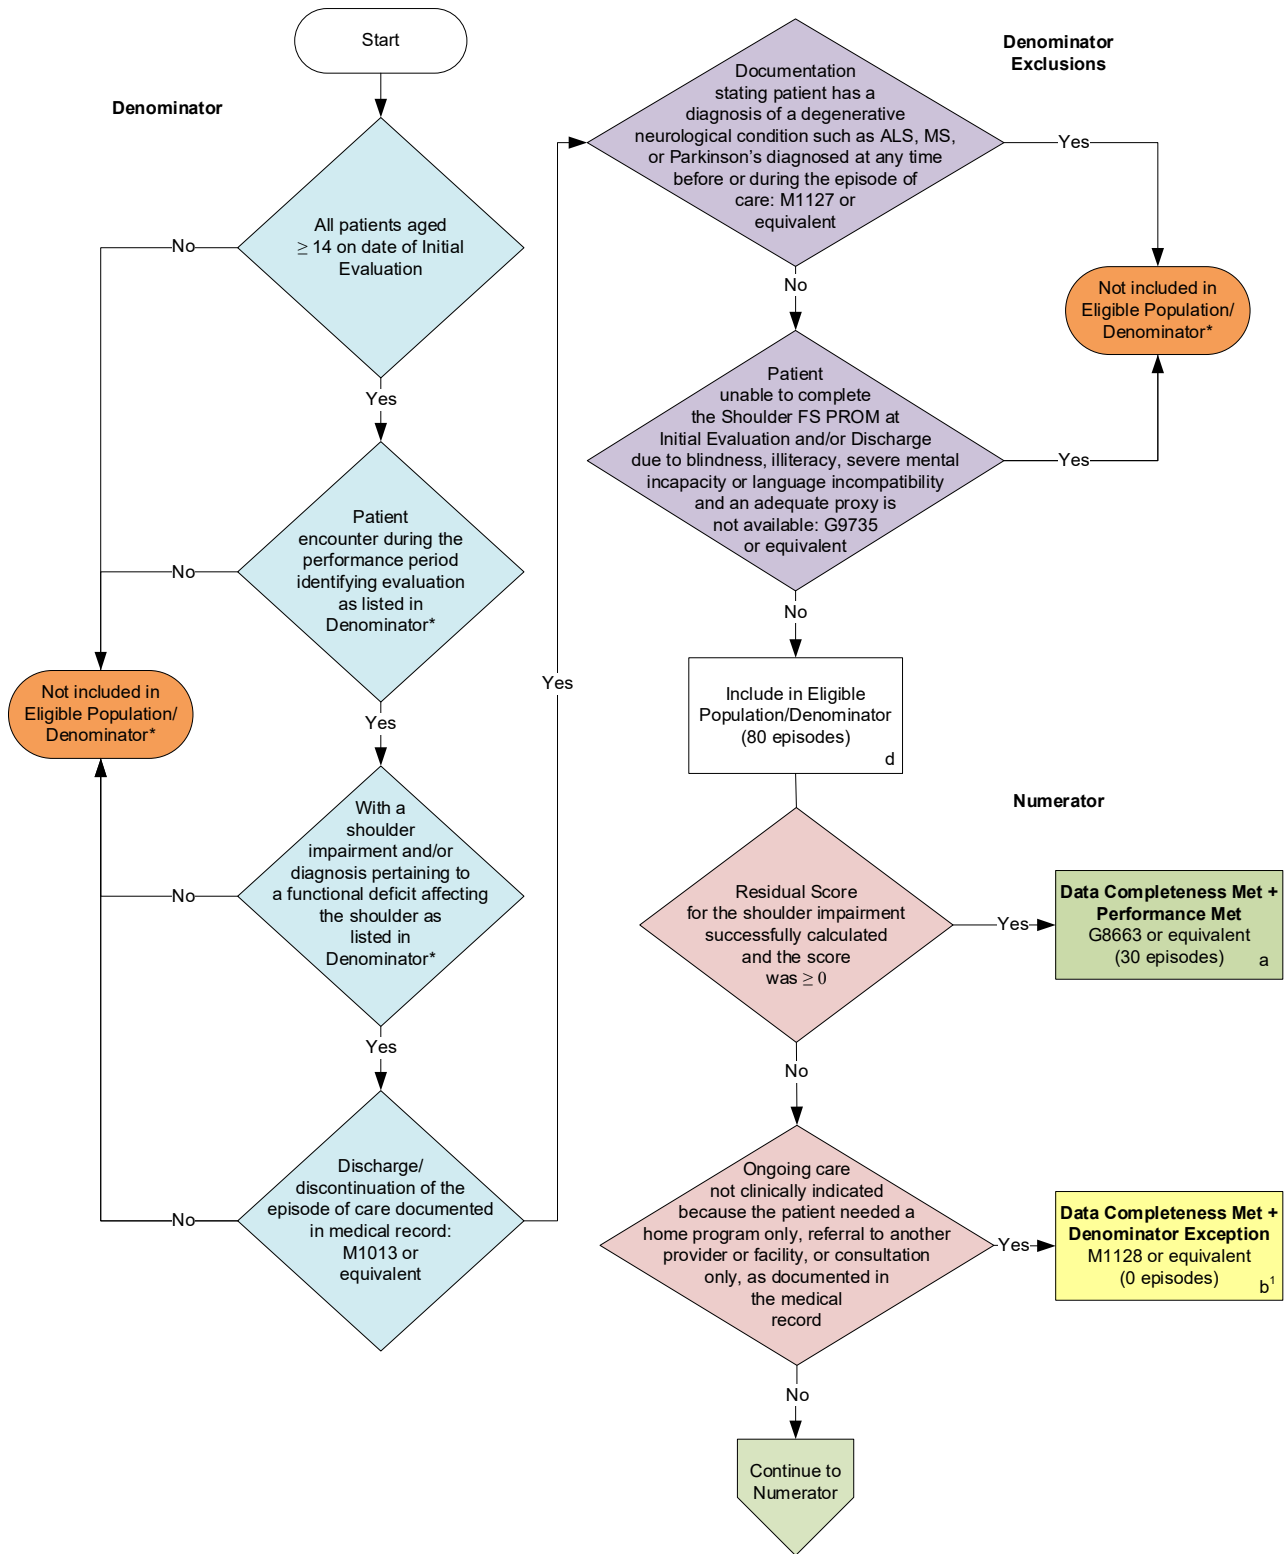 Start
Denominator
All patients aged
≥ 14 on date of Initial
Evaluation
No
Yes
Patient
encounter during the
performance period
identifying evaluation
as listed in
Denominator*
No
Yes
Not included in
Eligible Population/
Denominator*
With a
shoulder
impairment and/or
diagnosis pertaining to
a functional deficit affecting
the shoulder as
listed in
Denominator*
No
Yes
Discharge/
discontinuation of the
episode of care documented
in medical record:
M1013 or
equivalent
No
Yes
Denominator
Exclusions
Documentation
stating patient has a
diagnosis of a degenerative
neurological condition such as ALS, MS,
or Parkinson’s diagnosed at any time
before or during the episode of
care: M1127 or
equivalent
Yes
No
Not included in
Eligible Population/
Denominator*
Patient
unable to complete
the Shoulder FS PROM at
Initial Evaluation and/or Discharge
due to blindness, illiteracy, severe mental
incapacity or language incompatibility
and an adequate proxy is
not available: G9735
or equivalent
Yes
No
Include in Eligible
Population/Denominator
(80 episodes)
d
Numerator
Residual Score
for the shoulder impairment
successfully calculated
and the score
was ≥ 0
Yes
Data Completeness Met +
Performance Met
G8663 or equivalent
(30 episodes)
a
No
Ongoing care
not clinically indicated
because the patient needed a
home program only, referral to another
provider or facility, or consultation
only, as documented in
the medical
record
Yes
Data Completeness Met +
Denominator Exception
M1128 or equivalent
(0 episodes)
b¹
No
Continue to
Numerator